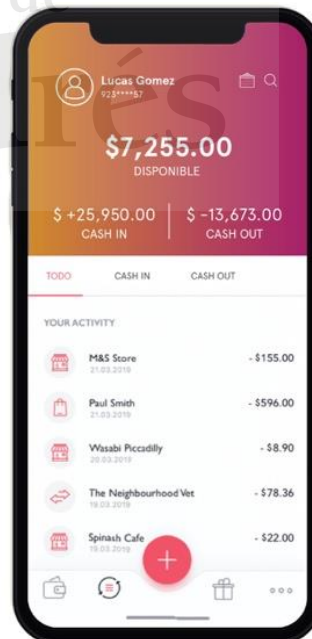 de
rés
Lucas Gomez
923****57
$7,255.00
DISPONIBLE
$ +25,950.00 $ -13,673.00
CASH IN CASH OUT
TODO CASH IN CASH OUT
YOUR ACTIVITY
M&S Store - $155.00
21.03.2019
Paul Smith - $596.00
21.03.2019
Wasabi Piccadilly - $8.90
20.03.2019
The Neighbourhood Vet - $78.36
19.03.2019
Spinash Cafe - $22.00
19.03.2019